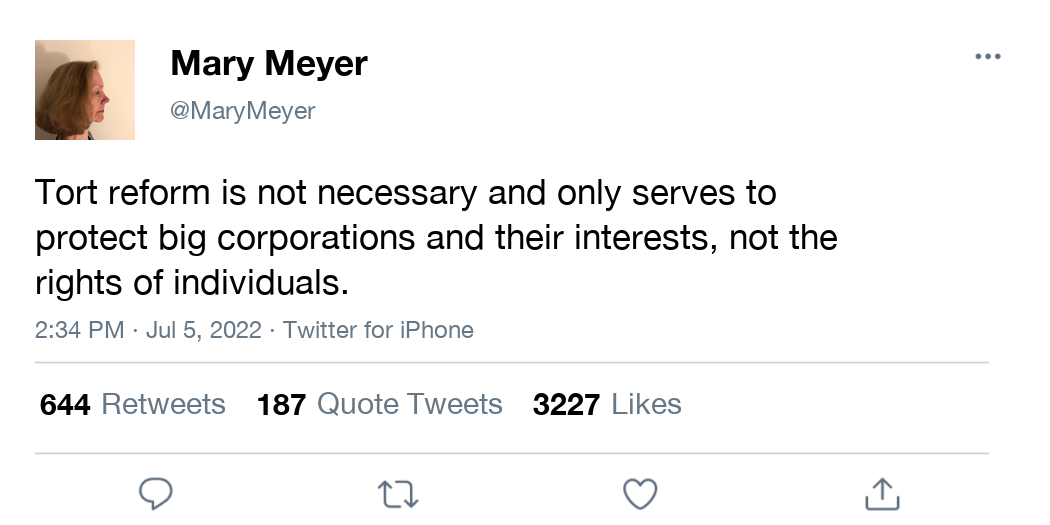 Mary Meyer
@MaryMeyer
Tort reform is not necessary and only serves to
protect big corporations and their interests, not the
rights of individuals.
2:34 PM · Jul 5, 2022 · Twitter for iPhone
644 Retweets 187 Quote Tweets 3227 Likes